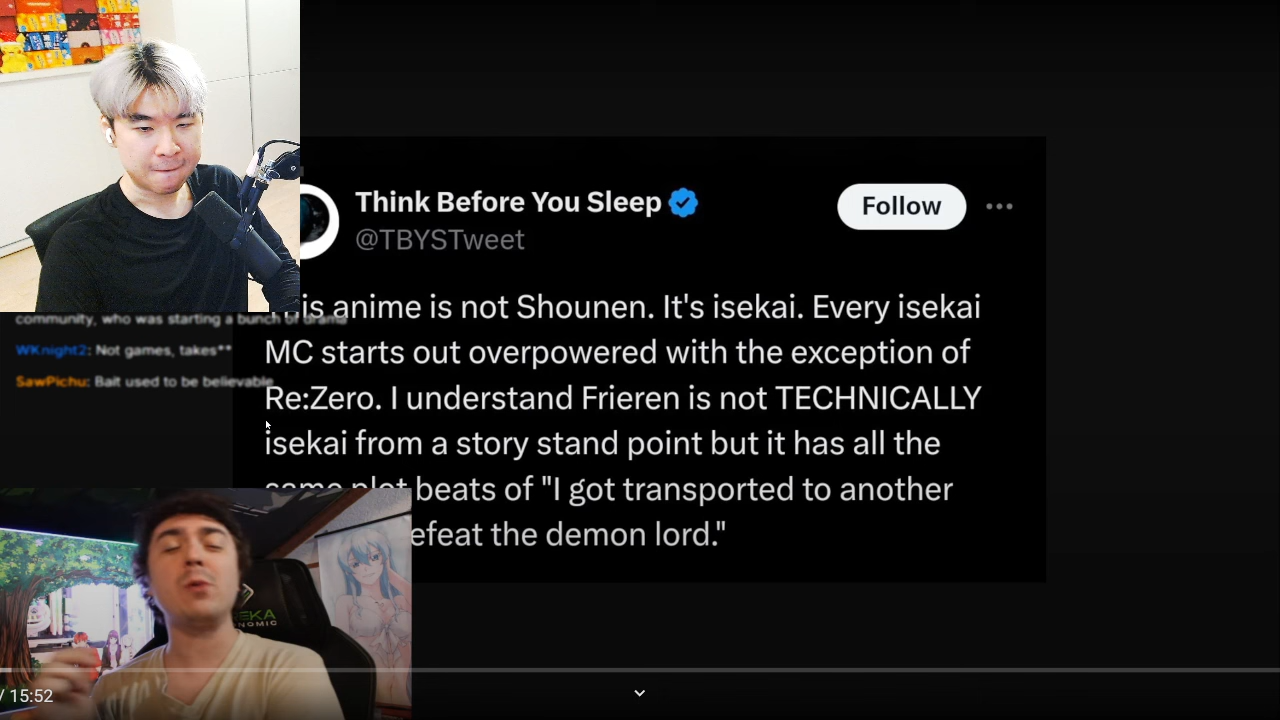 Think Before You Sleep
Follow
@TBYSTweet
is anime is not Shounen. It's isekai. Every isekai
MC starts out overpowered with the exception of
Re:Zero. I understand Frieren is not TECHNICALLY
isekai from a story stand point but it has all the
same plot beats of "I got transported to another
efeat the demon lord."
community, who was starting a bunch of drama
WKnight2: Not games, takes**
SawPichu: Bait used to be believable
/ 15:52